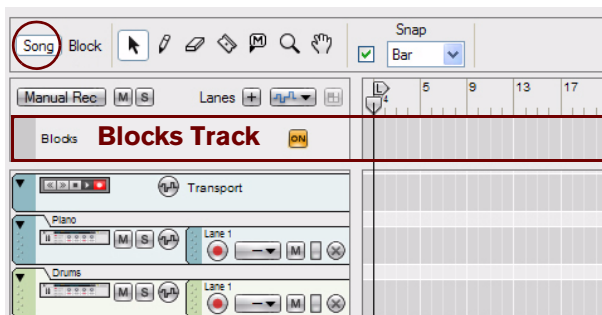 Song Block M Snap
Bar
Manual Rec M S Lanes + L 5 9 13 17
4
Blocks Blocks Track ON
Transport
Piano
M S Lane 1 M
Drums
M S Lane 1 M